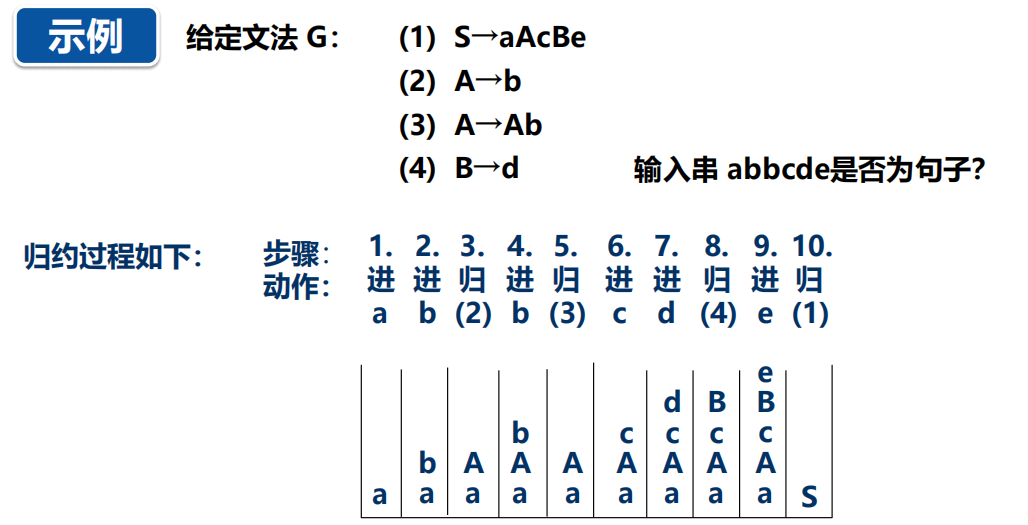 示例 给定文法 G： (1) S→aAcBe
(2) A→b
(3) A→Ab
(4) B→d 输入串 abbcde是否为句子？
归约过程如下： 步骤： 1. 2. 3. 4. 5. 6. 7. 8. 9. 10.
动作： 进 进 归 进 归 进 进 归 进 归
a b (2) b (3) c d (4) e (1)
e
d B B
b c c c c
b A A A A A A A
a a a a a a a a a S